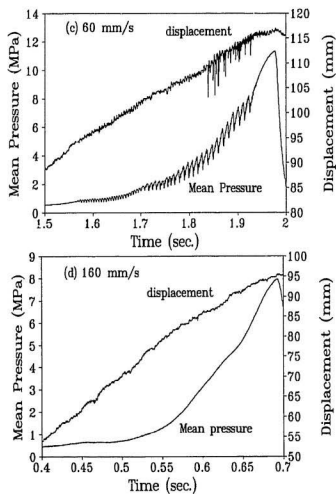 (c) 60 mm/s
displacement
Mean Pressure
Mean Pressure (MPa)
14
12
10
8
6
4
2
0
120
115
110
105
100
95
90
85
80
Displacement (mm)
1.5 1.6 1.7 1.8 1.9 2
Time (sec.)
(d) 160 mm/s
displacement
Mean pressure
Mean Pressure (MPa)
9
8
7
6
5
4
3
2
1
0
100
95
90
85
80
75
70
65
60
55
50
Displacement (mm)
0.4 0.45 0.5 0.55 0.6 0.65 0.7
Time (sec.)